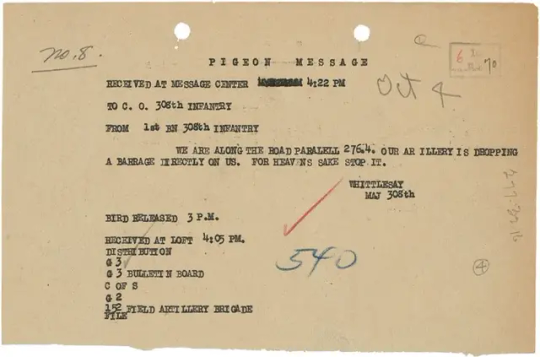 no. 8.
PIGEON MESSAGE
RECEIVED AT MESSAGE CENTER 4:22 PM
Oct 4
TO C. O. 308th INFANTRY
FROM 1st BN 308th INFANTRY
WE ARE ALONG THE ROAD PARALELL 276.4. OUR AR ILLERY IS DROPPING
A BARRAGE DIRECTLY ON US. FOR HEAVENS SAKE STOP IT.
WHITTLESAY
MAJ 308th
BIRD RELEASED 3 P.M.
RECEIVED AT LOFT 4:05 PM.
DISTRIBUTION
G 3
G 3 BULLETIN BOARD
C OF S
G 2
152 FIELD ARTILLERY BRIGADE
FILE
540
4